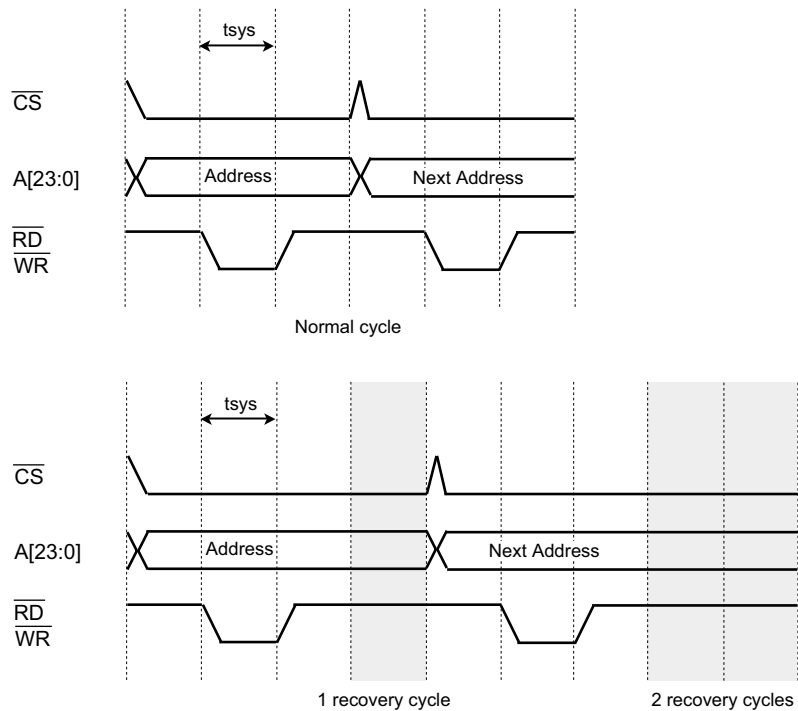 tsys
CS
A[23:0]
Address
Next Address
RD
WR
Normal cycle
tsys
CS
A[23:0]
Address
Next Address
RD
WR
1 recovery cycle
2 recovery cycles